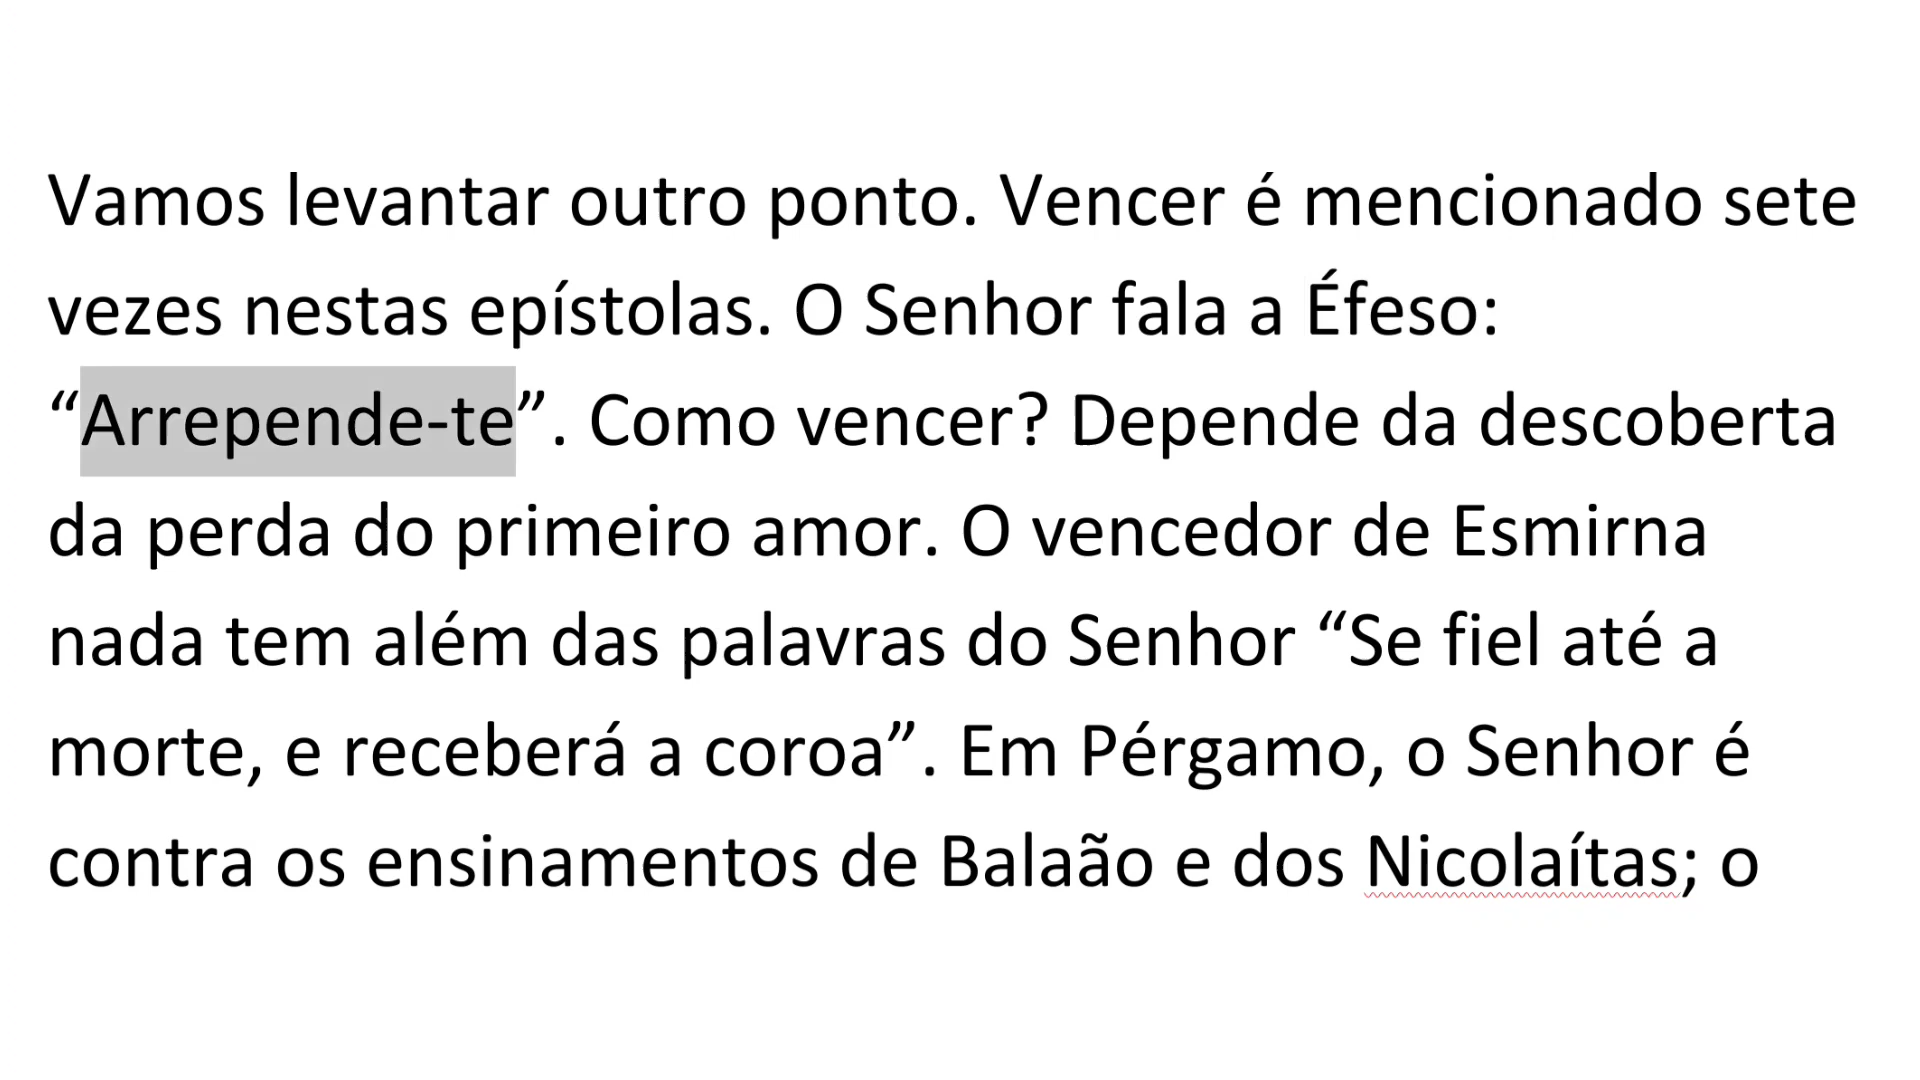 Vamos levantar outro ponto. Vencer é mencionado sete
vezes nestas epístolas. O Senhor fala a Éfeso:
“Arrepende-te”. Como vencer? Depende da descoberta
da perda do primeiro amor. O vencedor de Esmirna
nada tem além das palavras do Senhor “Se fiel até a
morte, e receberá a coroa”. Em Pérgamo, o Senhor é
contra os ensinamentos de Balaão e dos Nicolaítas; o